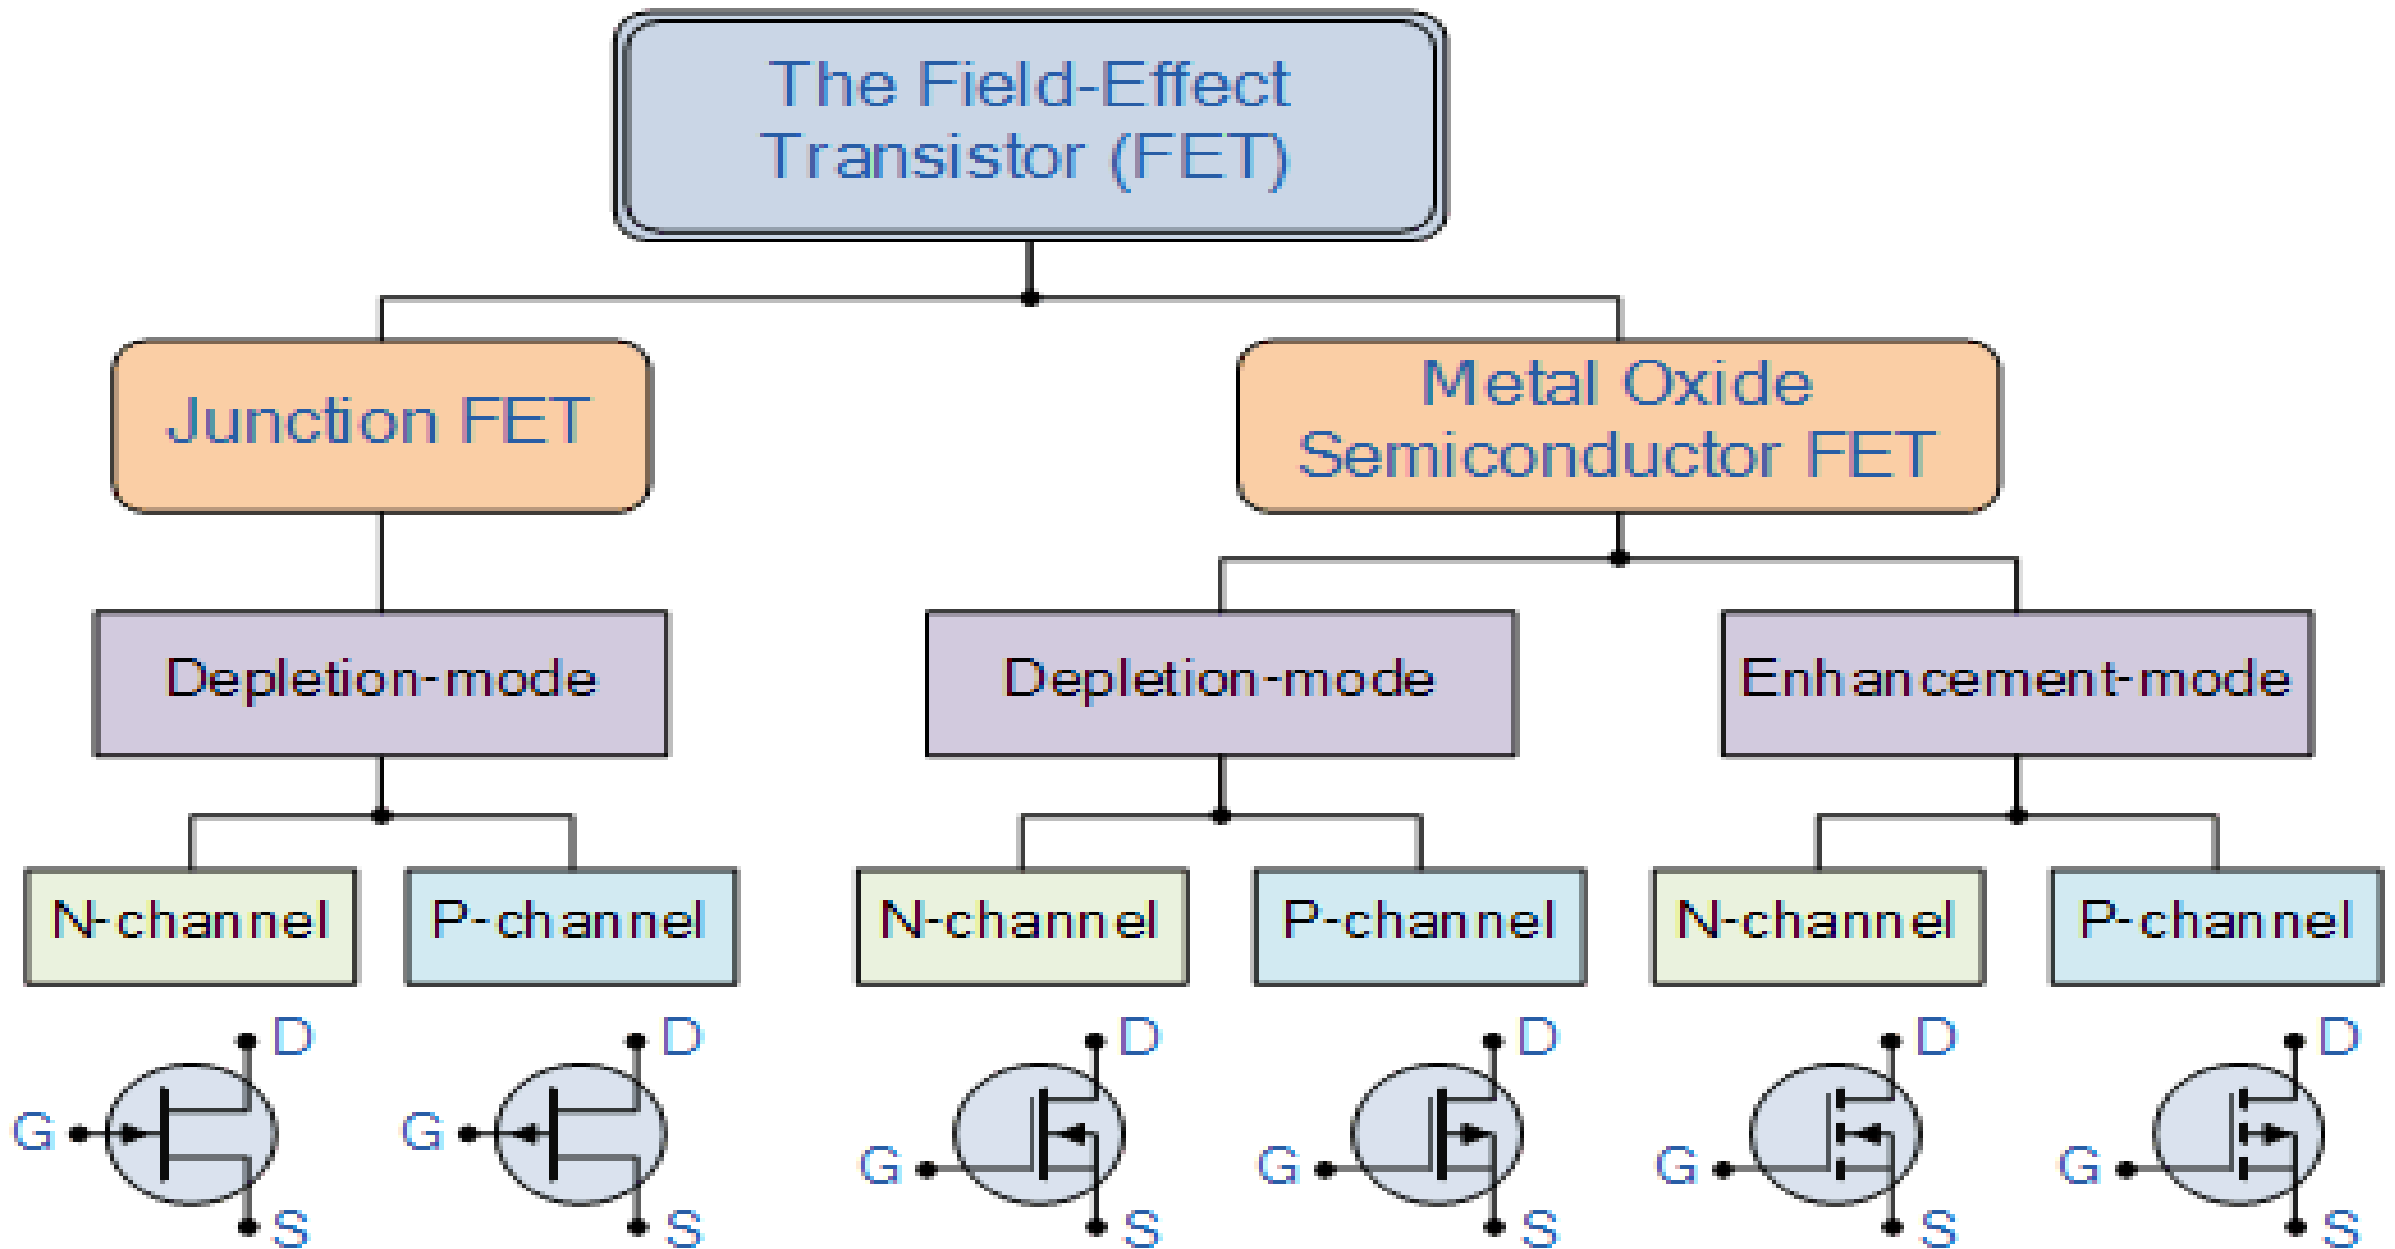 The Field-Effect
Transistor (FET)
Junction FET
Metal Oxide
Semiconductor FET
Depletion-mode
Depletion-mode
Enhancement-mode
N-channel
P-channel
N-channel
P-channel
N-channel
P-channel
D
G
S
D
G
S
D
G
S
D
G
S
D
G
S
D
G
S